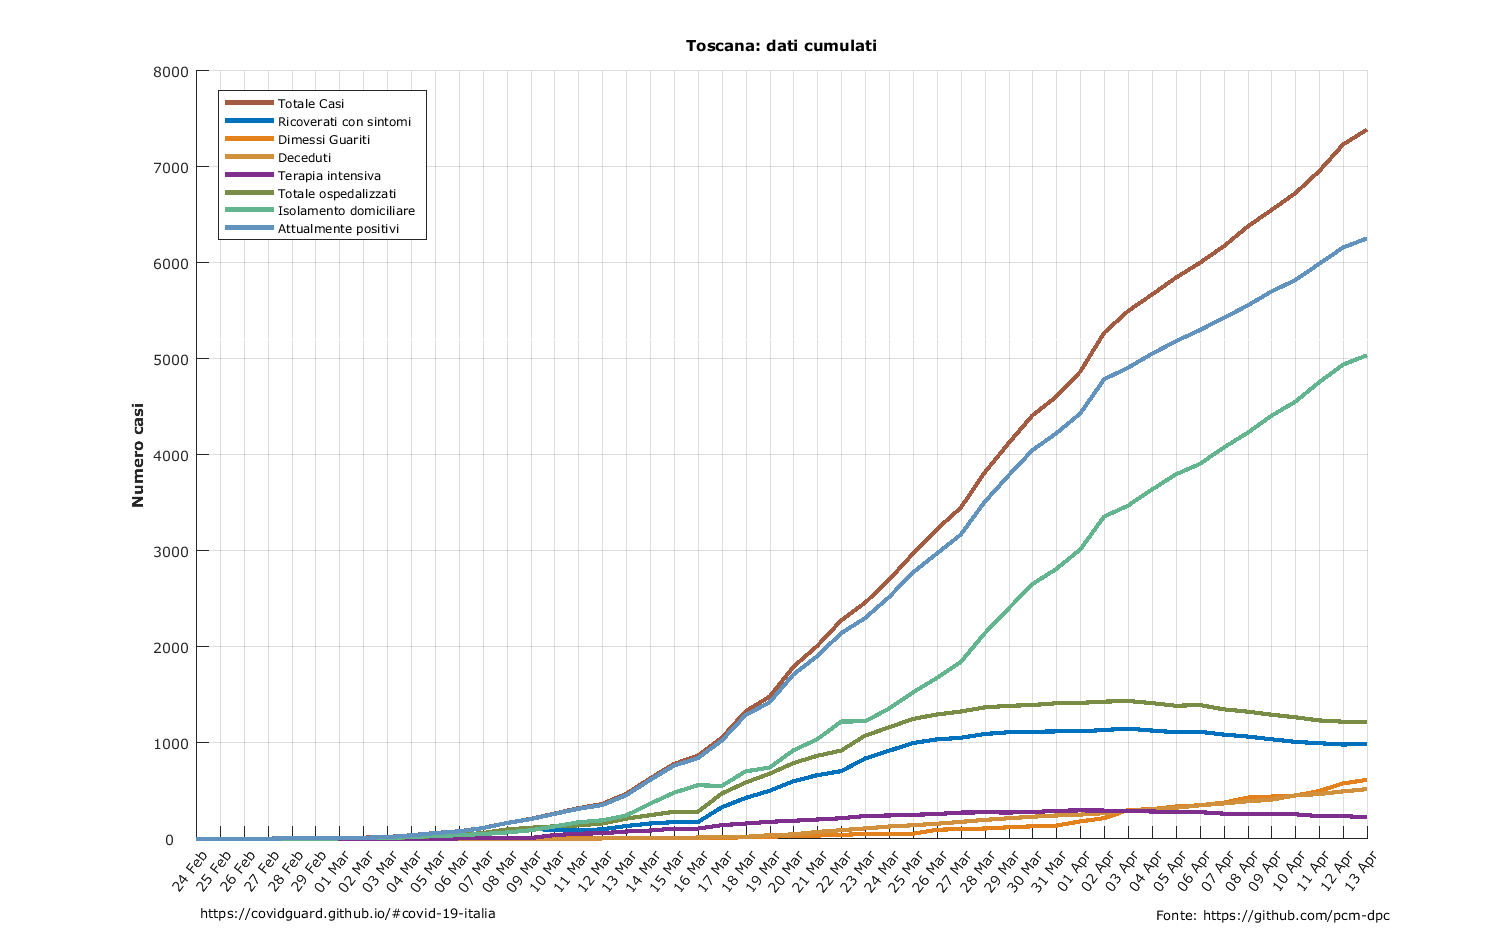 Toscana: dati cumulati
8000
7000
6000
5000
4000
3000
2000
1000
0
Numero casi
Totale Casi
Ricoverati con sintomi
Dimessi Guariti
Deceduti
Terapia intensiva
Totale ospedalizzati
Isolamento domiciliare
Attualmente positivi
24 Feb
25 Feb
26 Feb
27 Feb
28 Feb
29 Feb
01 Mar
02 Mar
03 Mar
04 Mar
05 Mar
06 Mar
07 Mar
08 Mar
09 Mar
10 Mar
11 Mar
12 Mar
13 Mar
14 Mar
15 Mar
16 Mar
17 Mar
18 Mar
19 Mar
20 Mar
21 Mar
22 Mar
23 Mar
24 Mar
25 Mar
26 Mar
27 Mar
28 Mar
29 Mar
30 Mar
31 Mar
01 Apr
02 Apr
03 Apr
04 Apr
05 Apr
06 Apr
07 Apr
08 Apr
09 Apr
10 Apr
11 Apr
12 Apr
13 Apr
https://covidguard.github.io/#covid-19-italia
Fonte: https://github.com/pcm-dpc